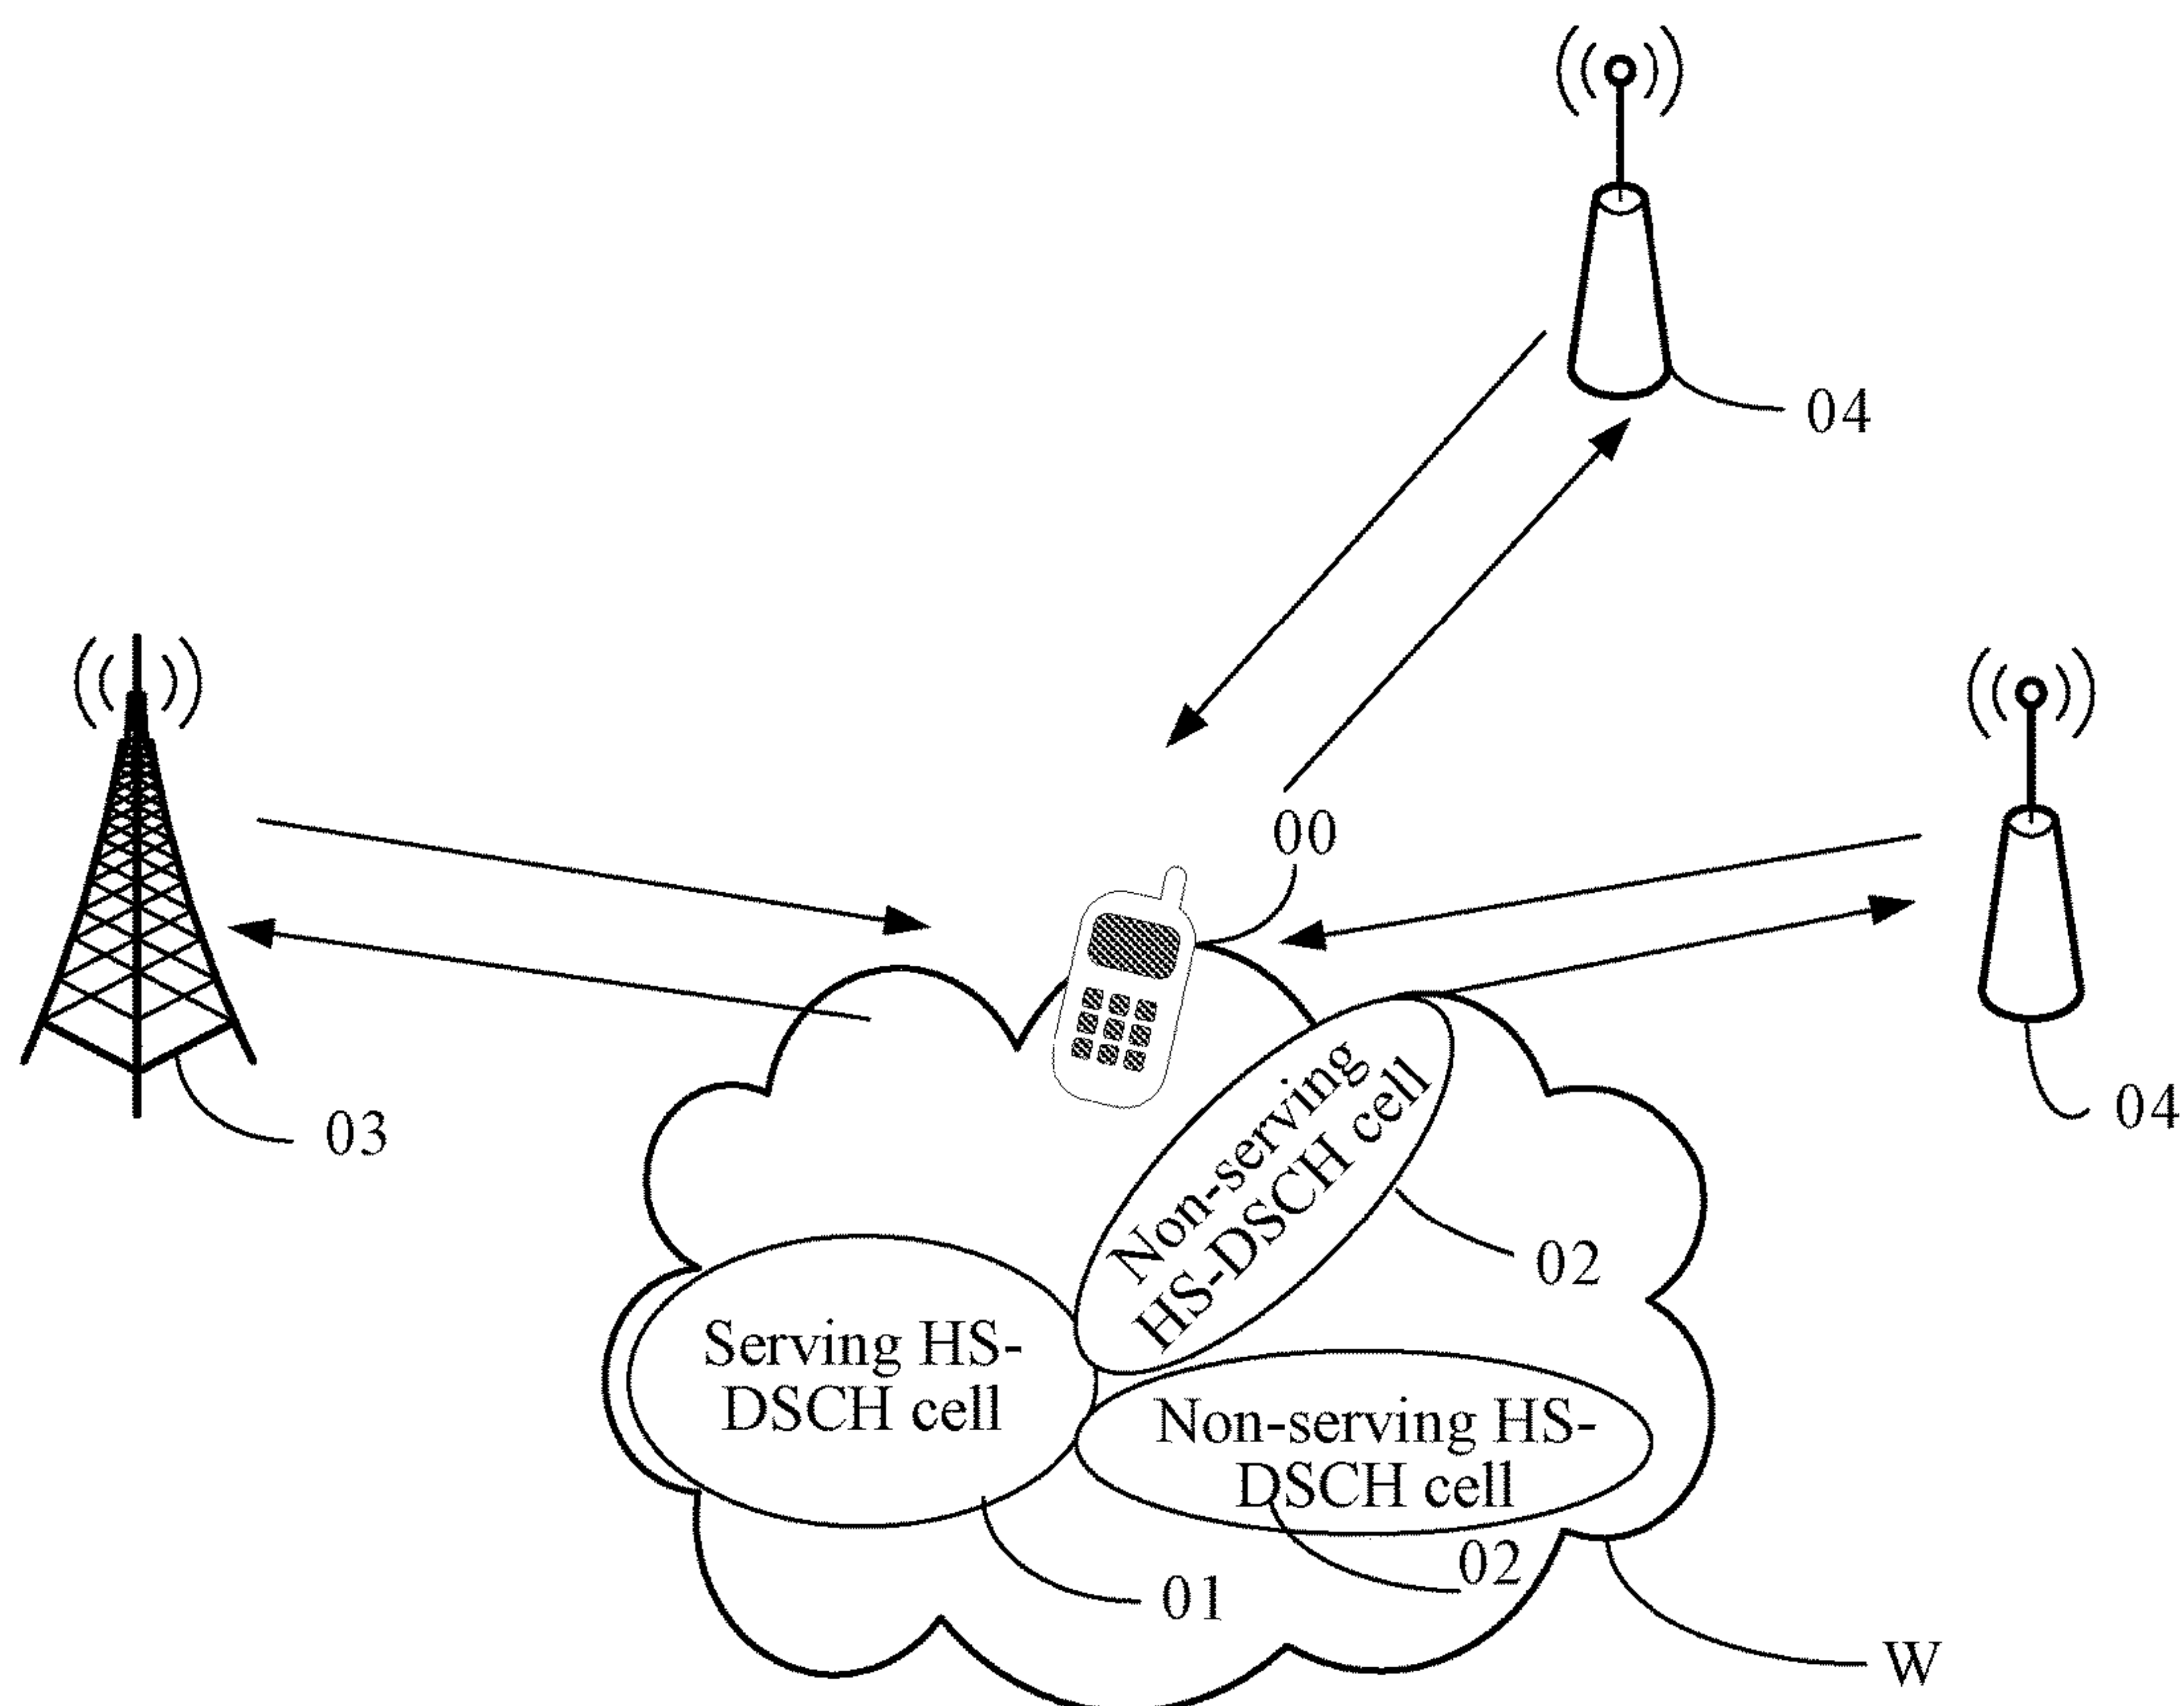 04
00
04
03
Non-serving
HS-DSCH cell
02
Serving HS-
DSCH cell
Non-serving HS-
DSCH cell
02
01
W